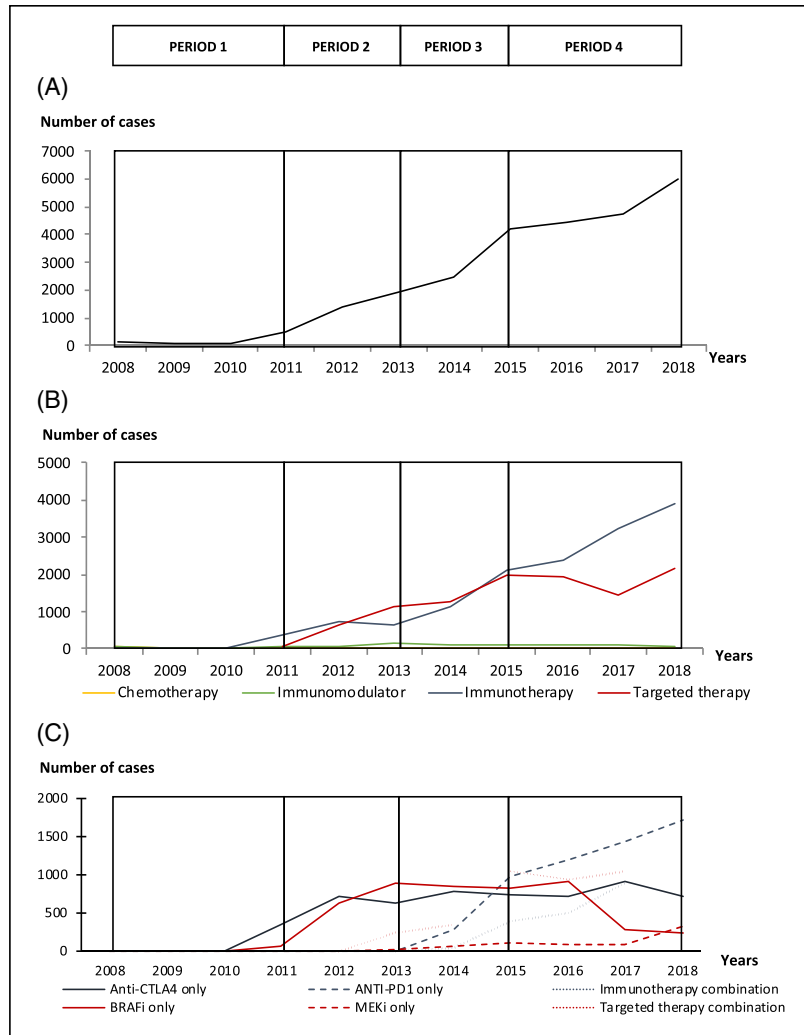 PERIOD 1 PERIOD 2 PERIOD 3 PERIOD 4
(A)
Number of cases
7000
6000
5000
4000
3000
2000
1000
0
2008 2009 2010 2011 2012 2013 2014 2015 2016 2017 2018
Years
(B)
Number of cases
5000
4000
3000
2000
1000
0
2008 2009 2010 2011 2012 2013 2014 2015 2016 2017 2018
Years
Chemotherapy Immunomodulator Immunotherapy Targeted therapy
(C)
Number of cases
2000
1500
1000
500
0
2008 2009 2010 2011 2012 2013 2014 2015 2016 2017 2018
Years
Anti-CTLA4 only ANTI-PD1 only Immunotherapy combination
BRAFi only MEKi only Targeted therapy combination